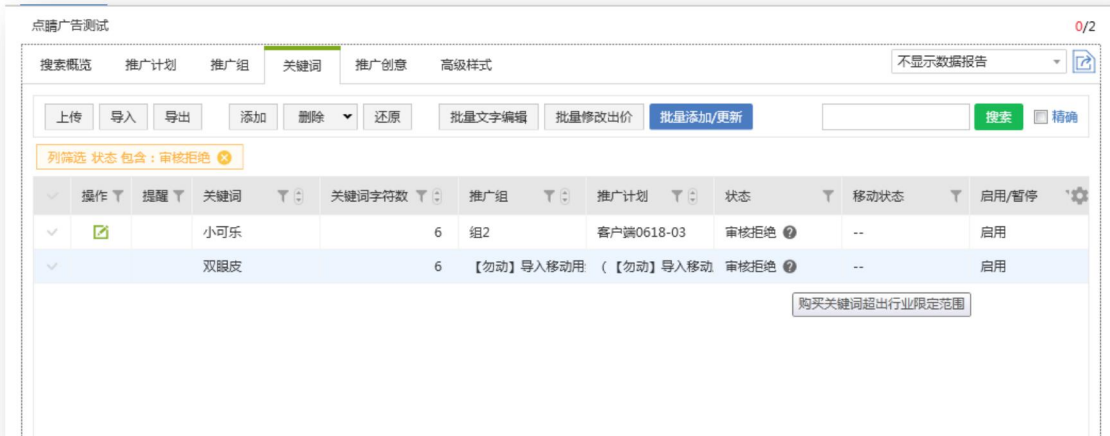 点睛广告测试 0/2
搜索概览 推广计划 推广组 关键词 推广创意 高级样式 不显示数据报告
上传 导入 导出 添加 删除 还原 批量文字编辑 批量修改出价 批量添加/更新 搜索 精确
列筛选 状态 包含：审核拒绝
操作 提醒 关键词 关键词字符数 推广组 推广计划 状态 移动状态 启用/暂停
小可乐 6 组2 客户端0618-03 审核拒绝 -- 启用
双眼皮 6 【勿动】导入移动用 （【勿动】导入移动 审核拒绝 -- 启用
购买关键词超出行业限定范围